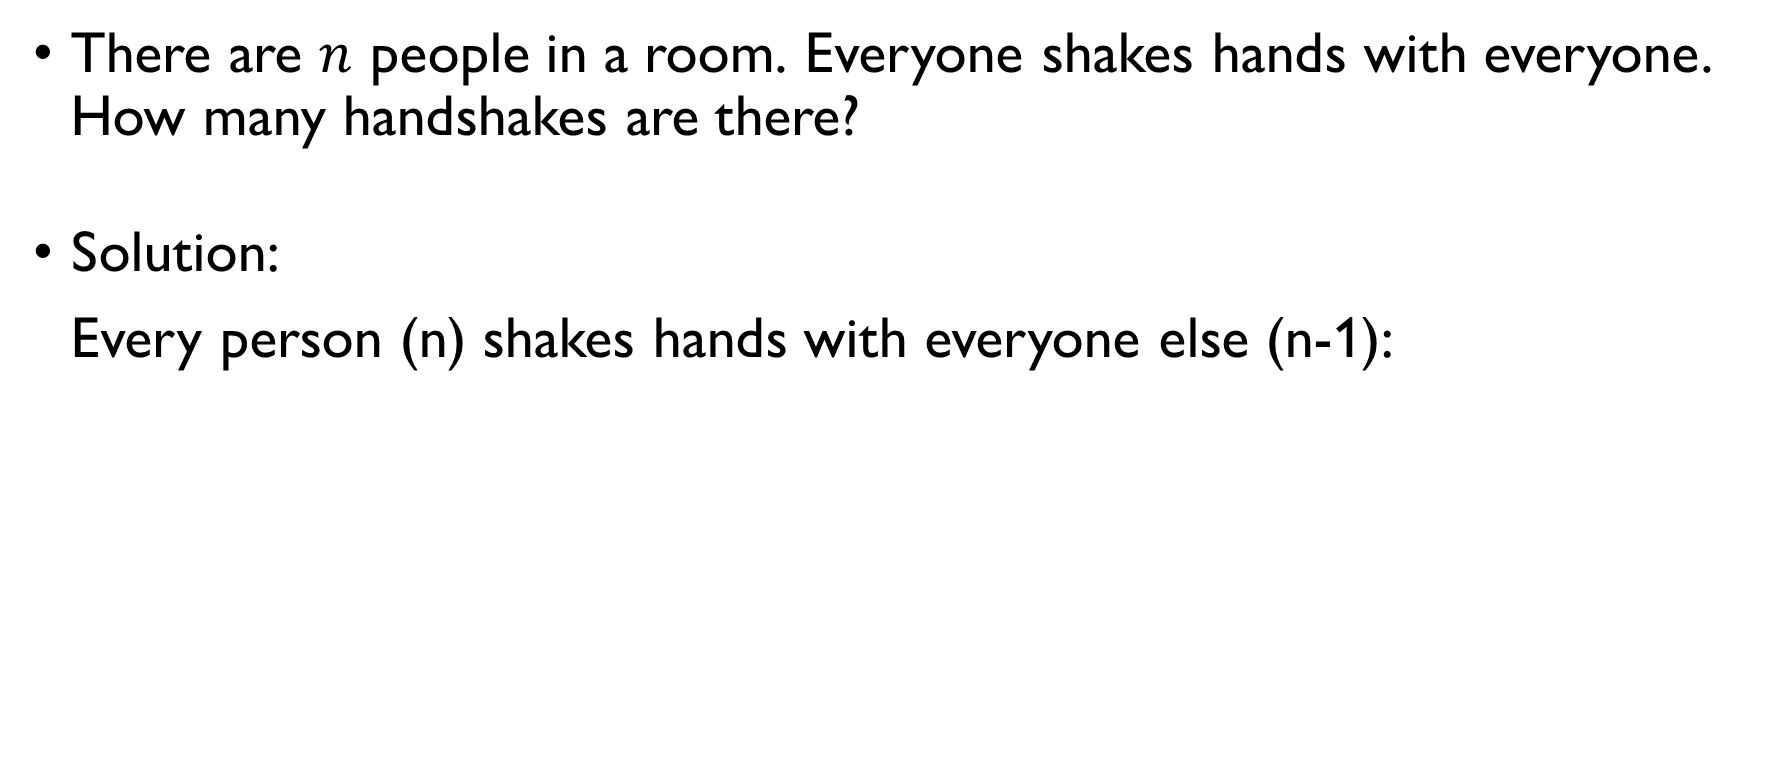 • There are 𝑛 people in a room. Everyone shakes hands with everyone.
How many handshakes are there?
• Solution:
Every person (n) shakes hands with everyone else (n-1):